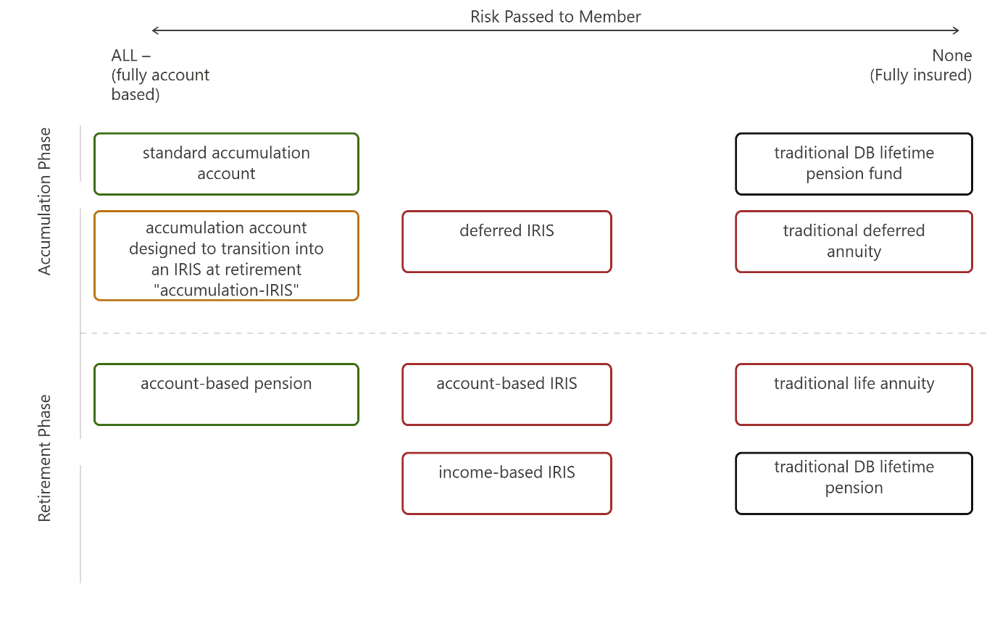 Risk Passed to Member
ALL –
(fully account
based)
None
(Fully insured)
Accumulation Phase
standard accumulation
account
traditional DB lifetime
pension fund
accumulation account
designed to transition into
an IRIS at retirement
"accumulation-IRIS"
deferred IRIS
traditional deferred
annuity
Retirement Phase
account-based pension
account-based IRIS
traditional life annuity
income-based IRIS
traditional DB lifetime
pension